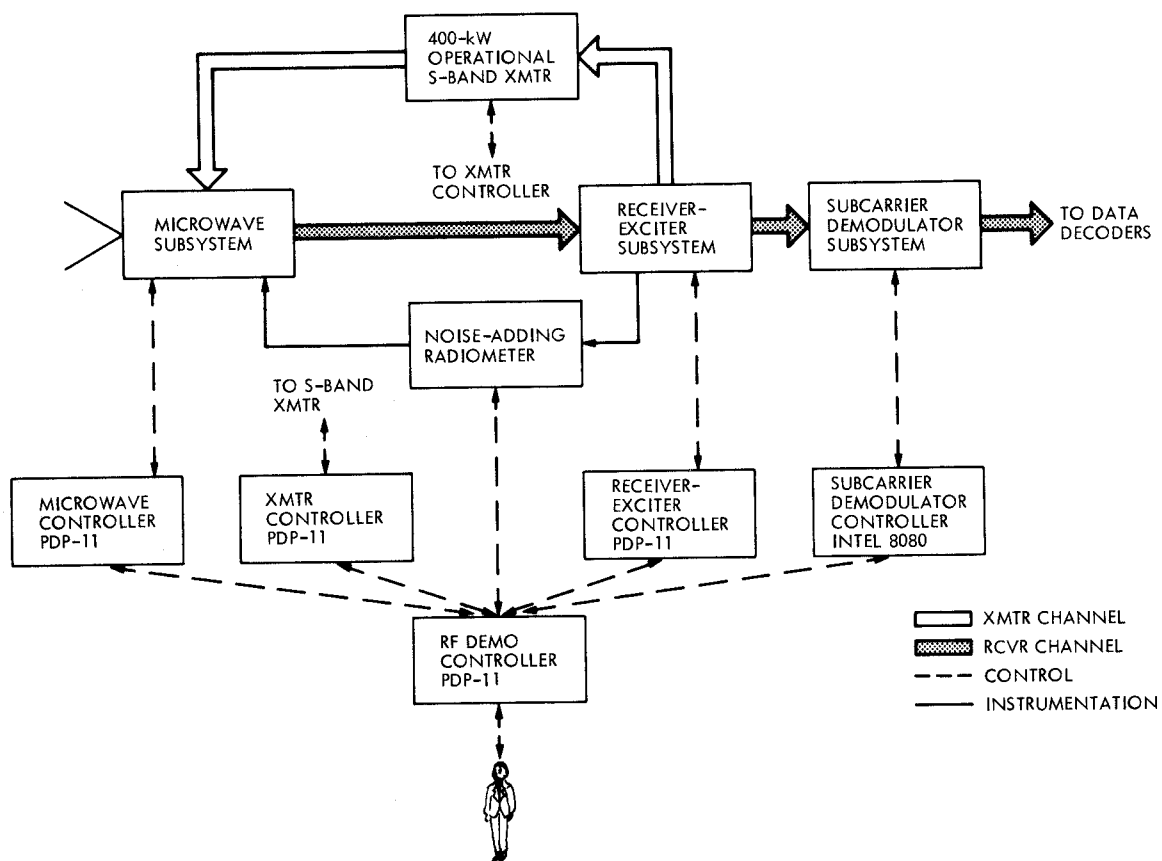 400-kW
OPERATIONAL
S-BAND XMTR
TO XMTR
CONTROLLER
MICROWAVE
SUBSYSTEM
RECEIVER-
EXCITER
SUBSYSTEM
SUBCARRIER
DEMODULATOR
SUBSYSTEM
TO DATA
DECODERS
NOISE-ADDING
RADIOMETER
TO S-BAND
XMTR
MICROWAVE
CONTROLLER
PDP-11
XMTR
CONTROLLER
PDP-11
RECEIVER-
EXCITER
CONTROLLER
PDP-11
SUBCARRIER
DEMODULATOR
CONTROLLER
INTEL 8080
RF DEMO
CONTROLLER
PDP-11
XMTR CHANNEL
RCVR CHANNEL
CONTROL
INSTRUMENTATION